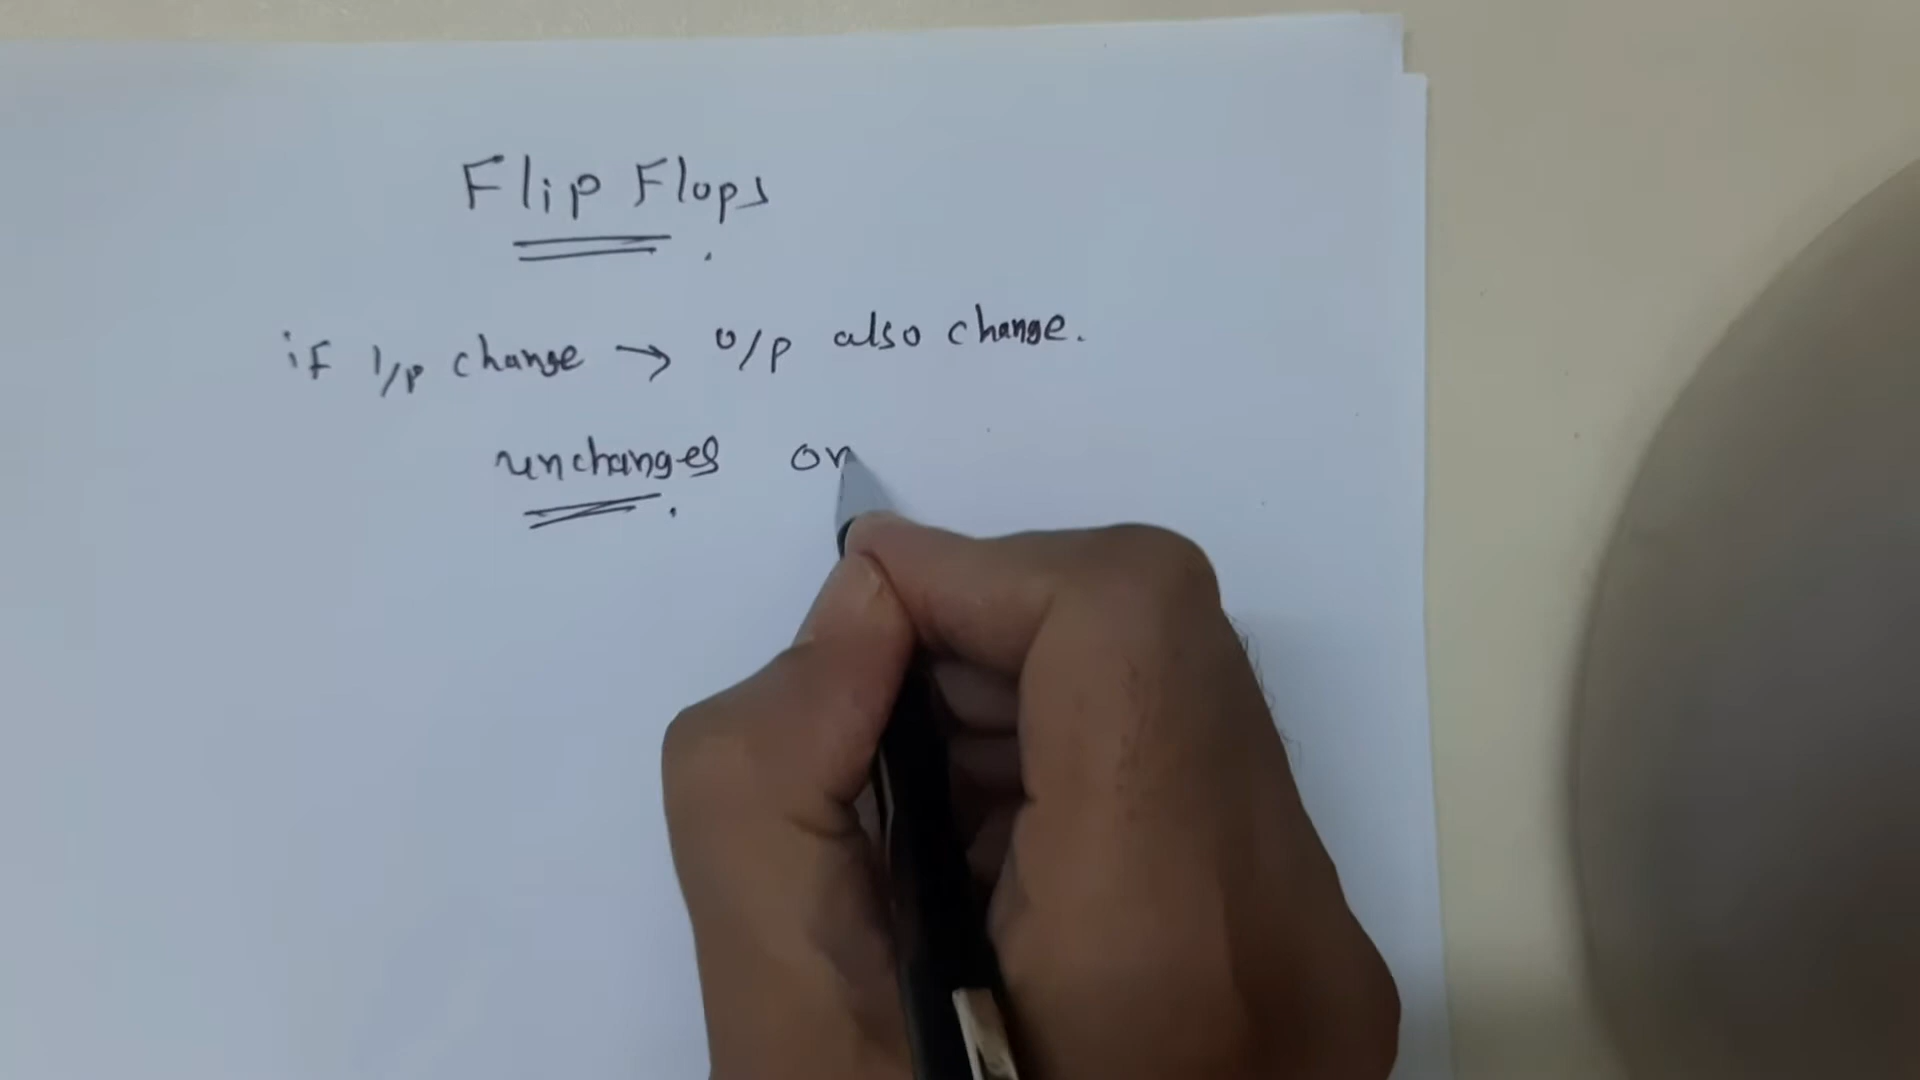 Flip Flops
if I/p change → o/p also change.
unchanges or